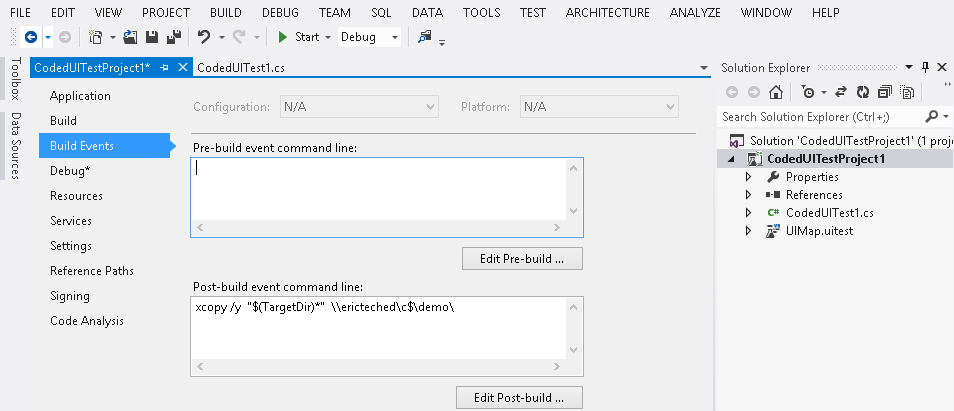 FILE EDIT VIEW PROJECT BUILD DEBUG TEAM SQL DATA TOOLS TEST ARCHITECTURE ANALYZE WINDOW HELP
Start Debug
Toolbox
Data Sources
CodedUITestProject1* CodedUITest1.cs
Application
Build
Build Events
Debug*
Resources
Services
Settings
Reference Paths
Signing
Code Analysis
Configuration: N/A Platform: N/A
Pre-build event command line:
Edit Pre-build ...
Post-build event command line:
xcopy /y "$(TargetDir)*" \\ericteched\c$\demo\
Edit Post-build ...
Solution Explorer
Search Solution Explorer (Ctrl+;)
Solution 'CodedUITestProject1' (1 proj
CodedUITestProject1
Properties
References
C# CodedUITest1.cs
UIMap.uitest